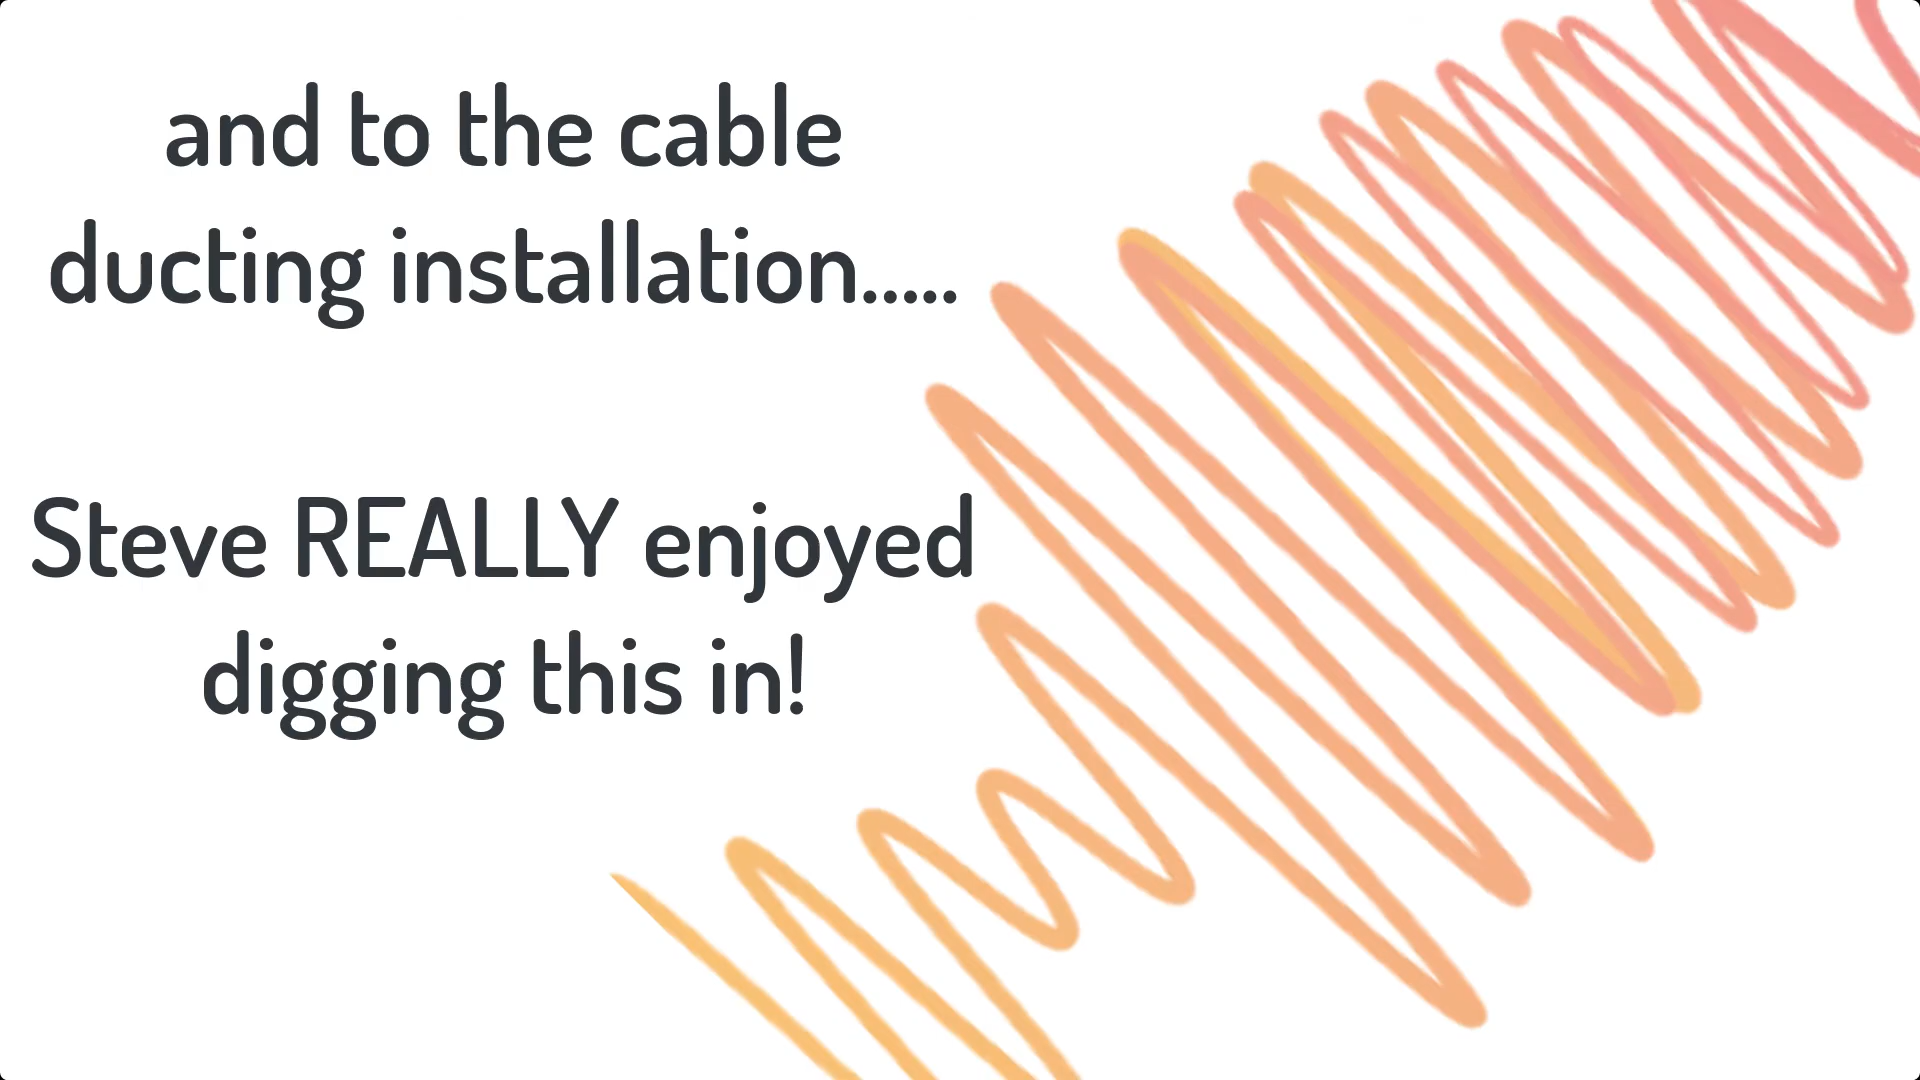 and to the cable
ducting installation.....
Steve REALLY enjoyed
digging this in!